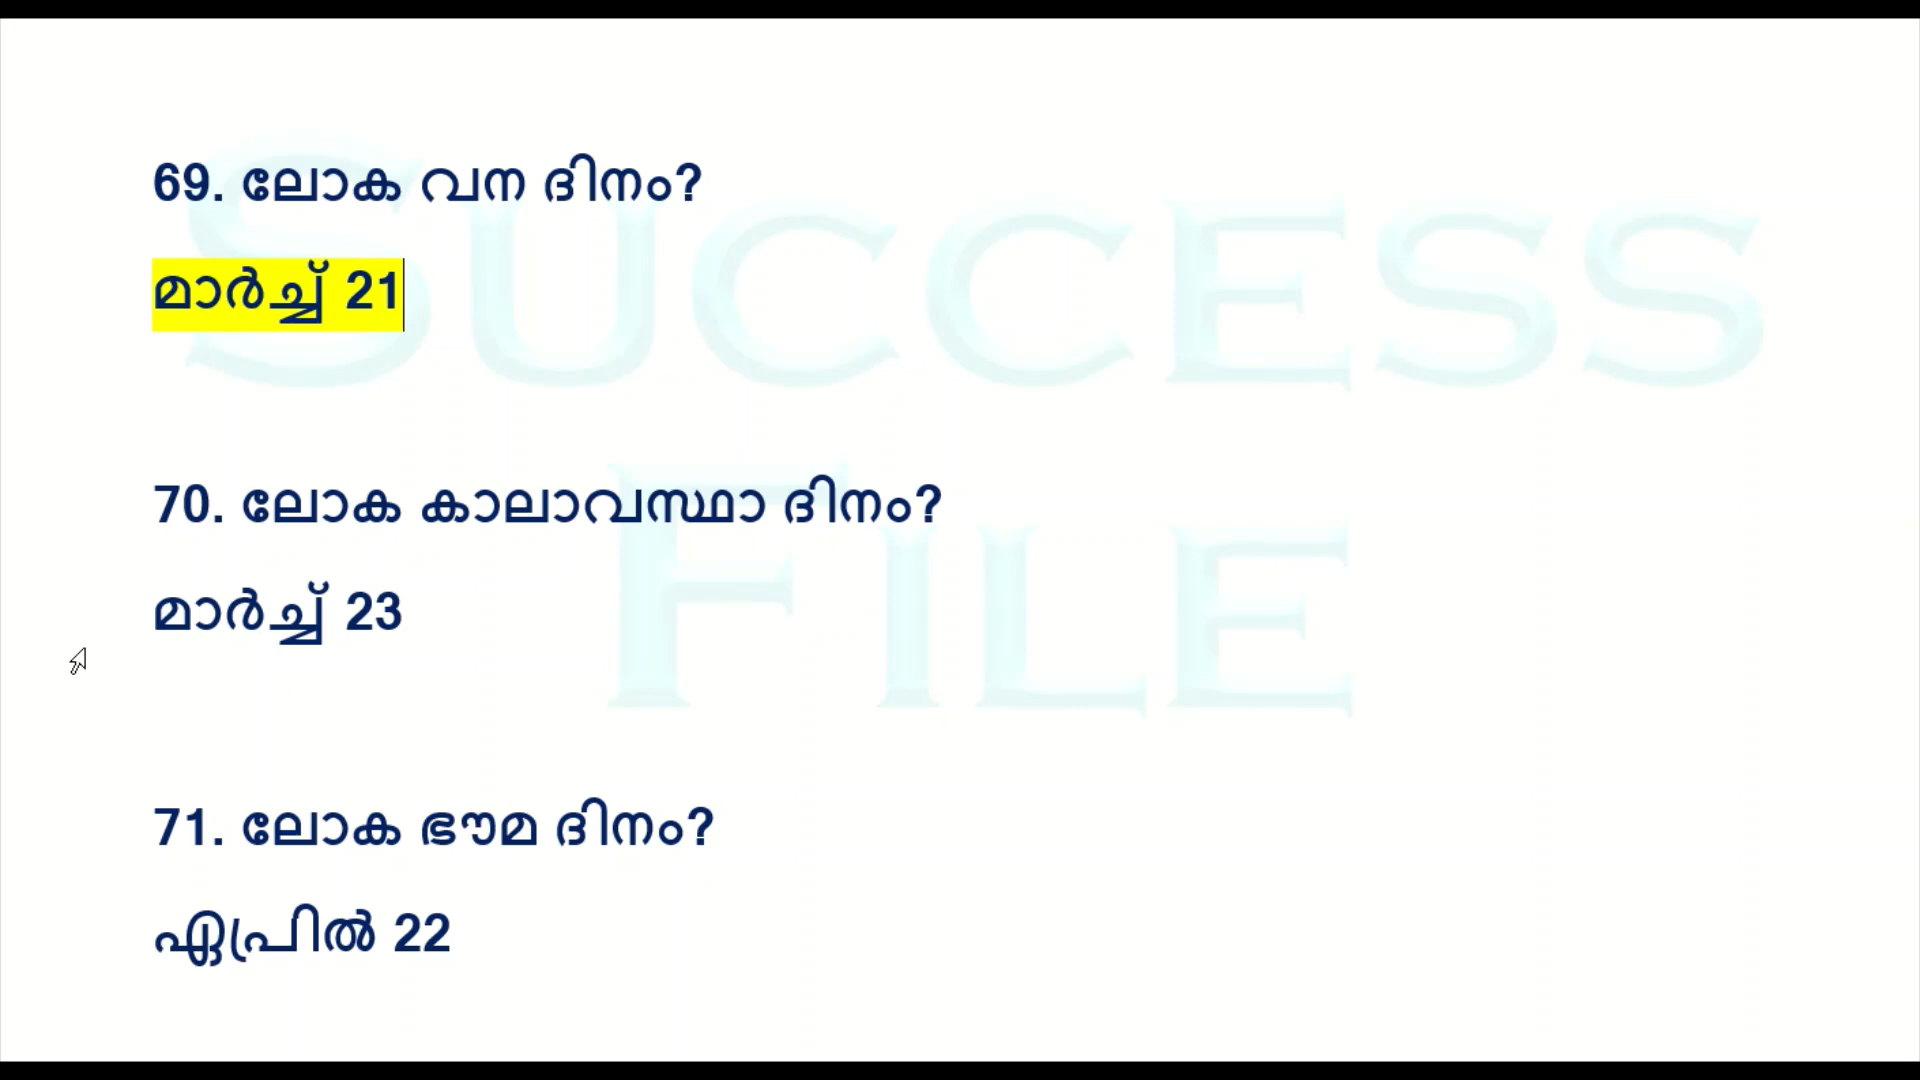 69. ലോക വന ദിനം?
മാർച്ച് 21
SUCCESS
70. ലോക കാലാവസ്ഥാ ദിനം?
FILE
മാർച്ച് 23
71. ലോക ഭൗമ ദിനം?
ഏപ്രിൽ 22